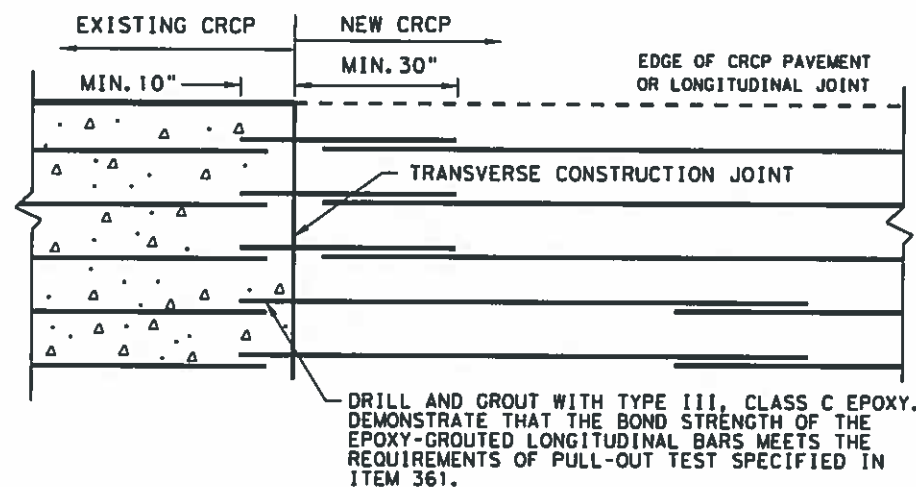 EXISTING CRCP
NEW CRCP
MIN. 10"
MIN. 30"
EDGE OF CRCP PAVEMENT
OR LONGITUDINAL JOINT
TRANSVERSE CONSTRUCTION JOINT
DRILL AND GROUT WITH TYPE III, CLASS C EPOXY.
DEMONSTRATE THAT THE BOND STRENGTH OF THE
EPOXY-GROUTED LONGITUDINAL BARS MEETS THE
REQUIREMENTS OF PULL-OUT TEST SPECIFIED IN
ITEM 361.